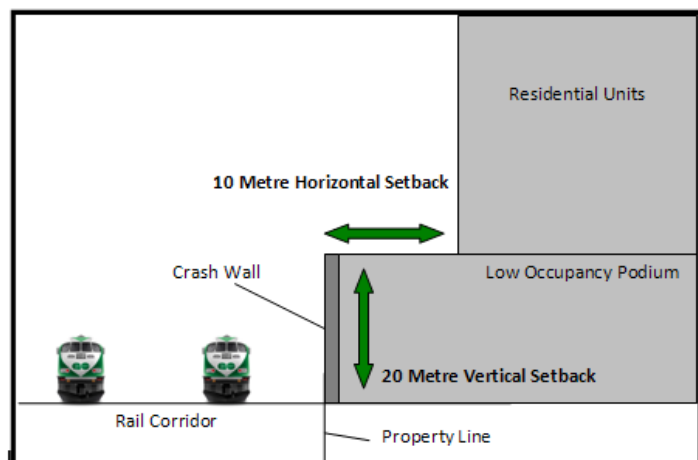 Residential Units
10 Metre Horizontal Setback
Crash Wall
Low Occupancy Podium
20 Metre Vertical Setback
Rail Corridor
Property Line